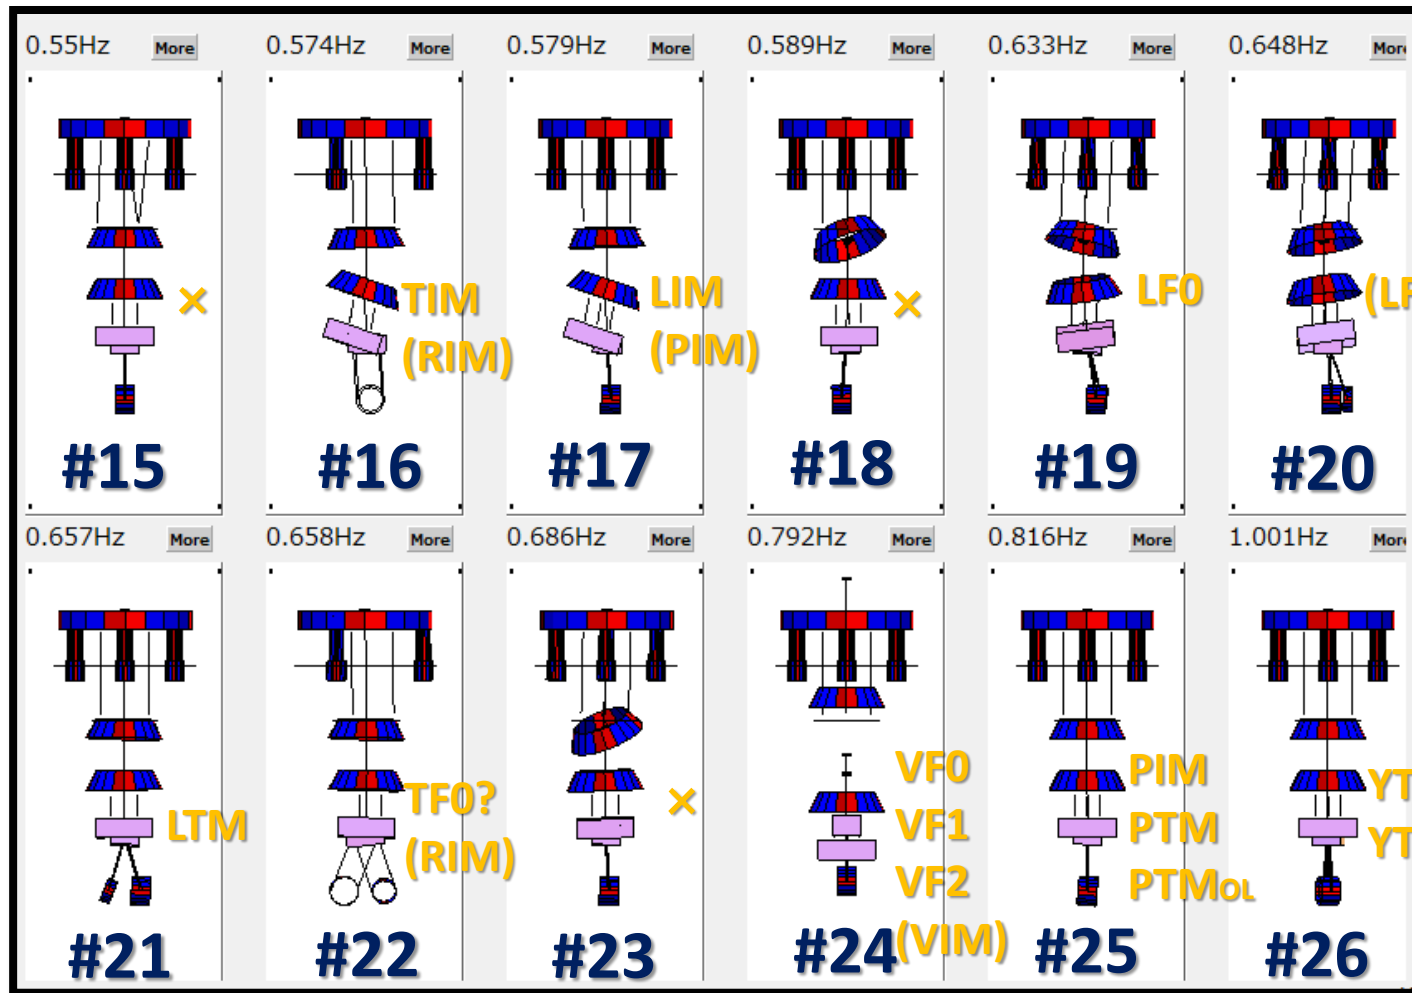 0.55Hz More 0.574Hz More 0.579Hz More 0.589Hz More 0.633Hz More 0.648Hz
×
TIM
(RIM)
LIM
(PIM)
×
LF0
#15 #16 #17 #18 #19 #20
0.657Hz More 0.658Hz More 0.686Hz More 0.792Hz More 0.816Hz More 1.001Hz
LTM
TF0?
(RIM)
×
VF0
VF1
VF2
(VIM)
PIM
PTM
PTMOL
#21 #22 #23 #24 #25 #26